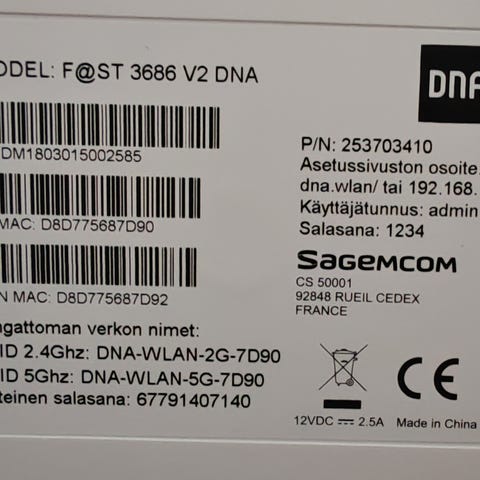 ODEL: F@ST 3686 V2 DNA
DNA
DM1803015002585
MAC: D8D775687D90
N MAC: D8D775687D92
P/N: 253703410
Asetussivuston osoite
dna.wlan/ tai 192.168.
Käyttäjätunnus: admin
Salasana: 1234
Sagemcom
CS 50001
92848 RUEIL CEDEX
FRANCE
ngattoman verkon nimet:
ID 2.4Ghz: DNA-WLAN-2G-7D90
ID 5Ghz: DNA-WLAN-5G-7D90
teinen salasana: 67791407140
CE
12VDC ⎓ 2.5A Made in China